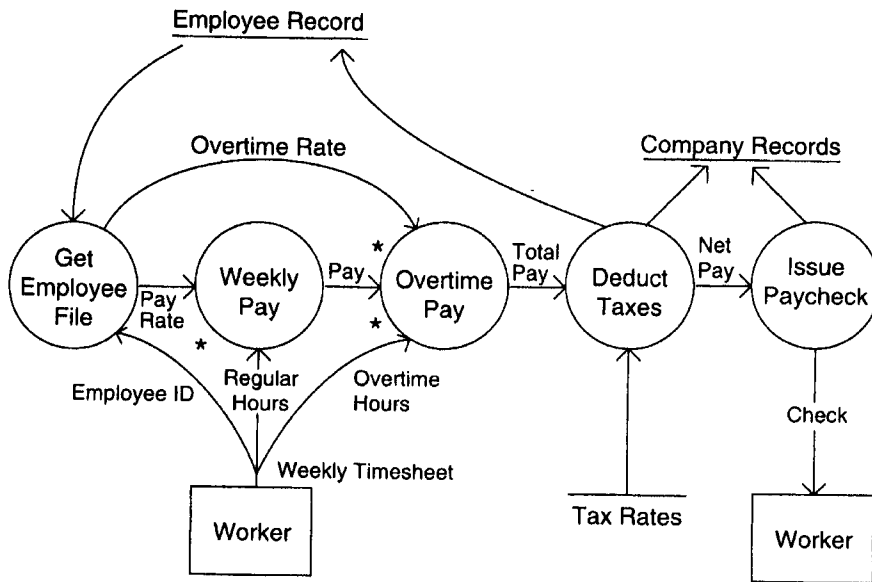 Employee Record
Overtime Rate
Company Records
Get
Employee
File
Pay
Rate
Weekly
Pay
Pay
*
*
*
Overtime
Pay
Total
Pay
Deduct
Taxes
Net
Pay
Issue
Paycheck
Employee ID
Regular
Hours
Overtime
Hours
Weekly Timesheet
Check
Worker
Tax Rates
Worker